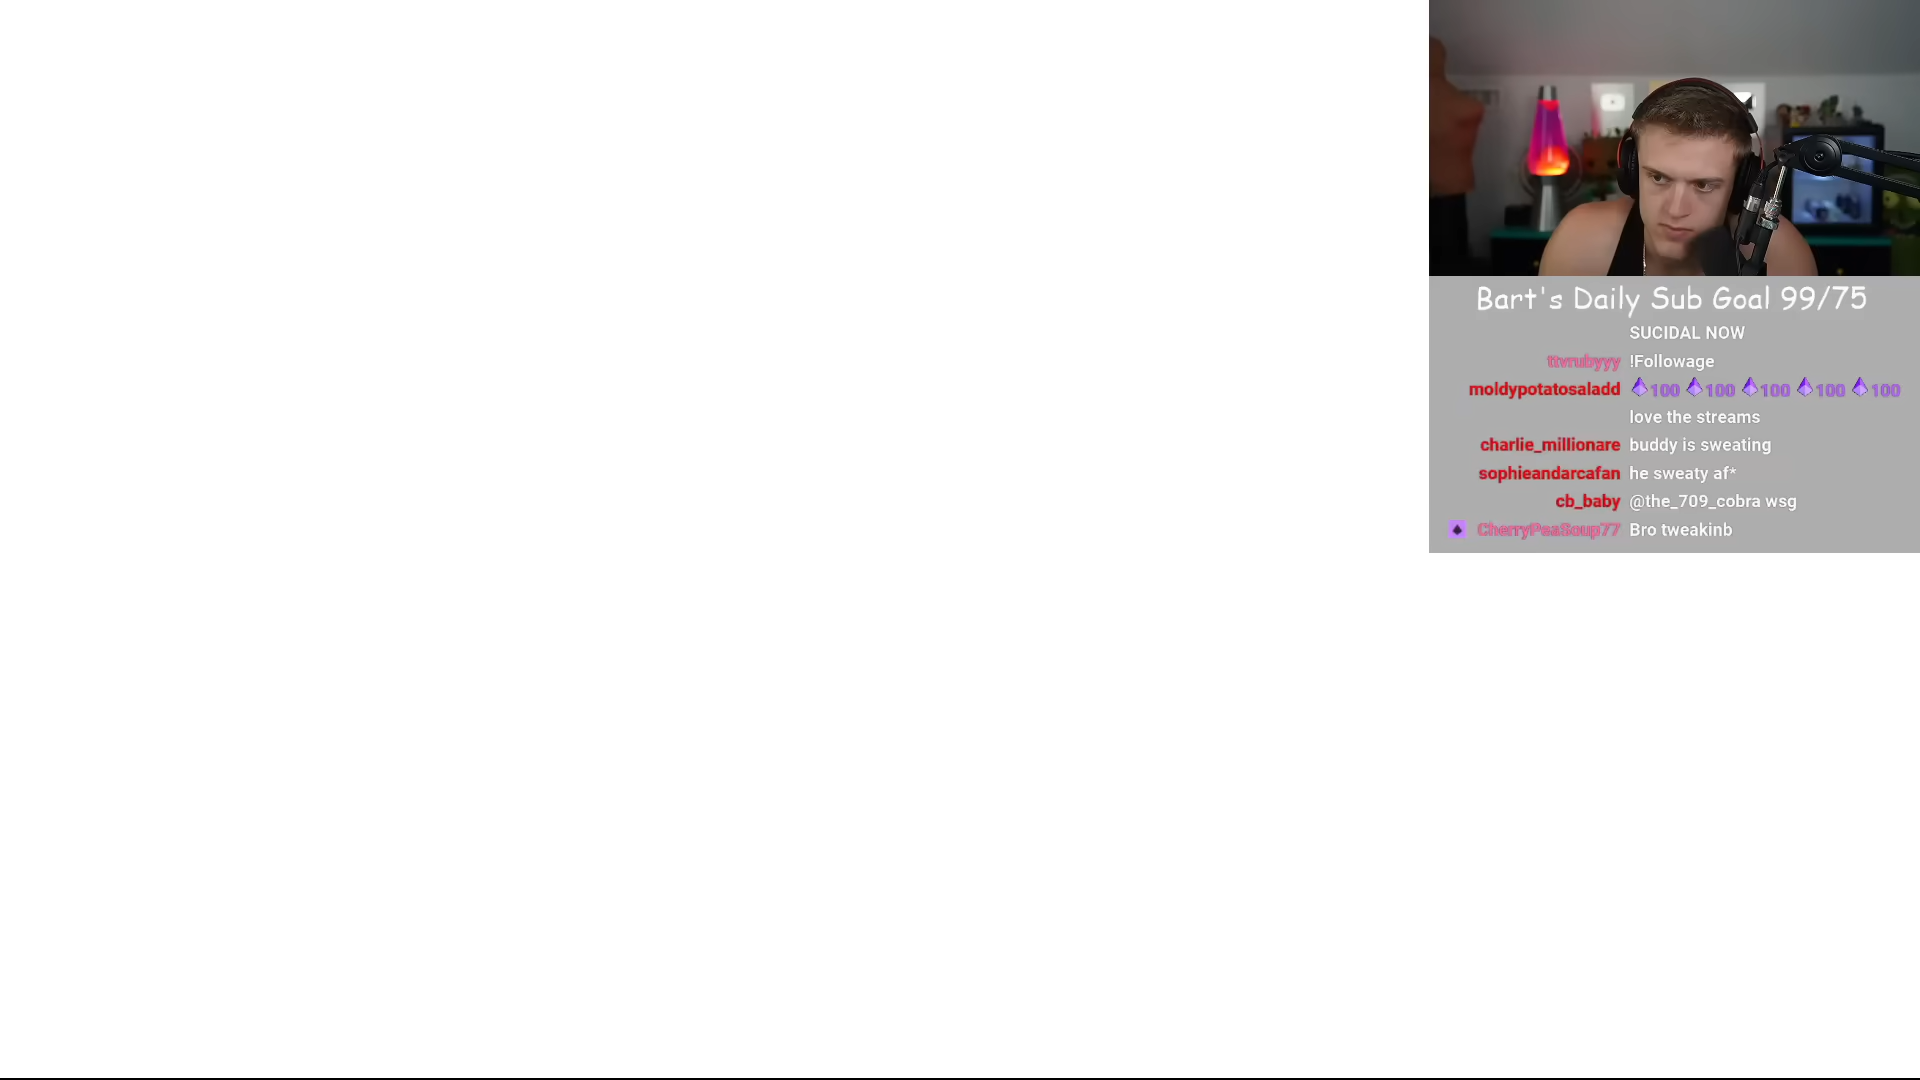 Bart's Daily Sub Goal 99/75
SUCIDAL NOW
ttvrubyyy !Followage
moldypotatosaladd 100 100 100 100 100
love the streams
charlie_millionare buddy is sweating
sophieandarcafan he sweaty af*
cb_baby @the_709_cobra wsg
CherryPeaSoup77 Bro tweakinb